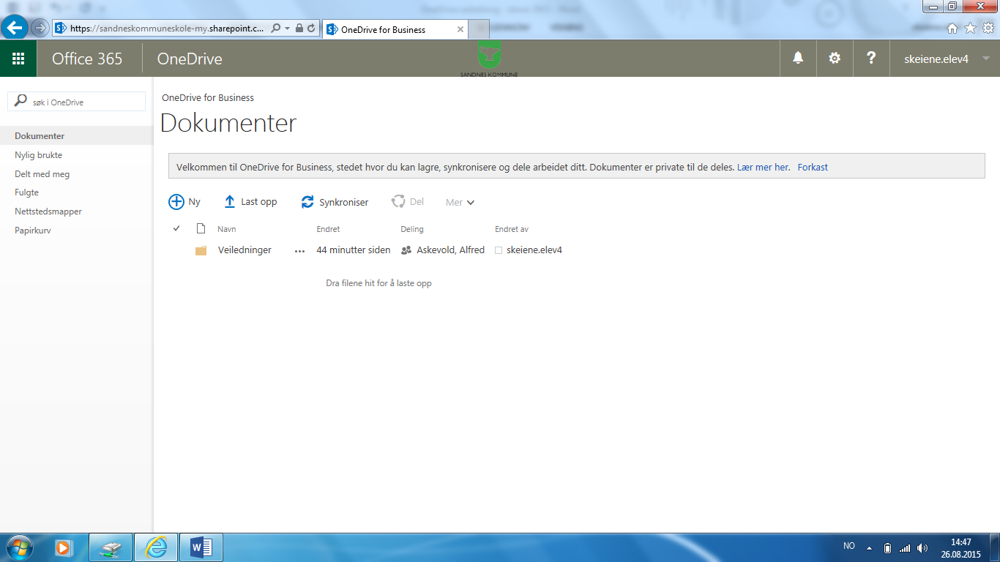 https://sandneskommuneskole-my.sharepoint.c...
OneDrive for Business
Office 365
OneDrive
SANDNES KOMMUNE
?
skeiene.elev4
søk i OneDrive
Dokumenter
Nylig brukte
Delt med meg
Fulgte
Nettstedsmapper
Papirkurv
OneDrive for Business
Dokumenter
Velkommen til OneDrive for Business, stedet hvor du kan lagre, synkronisere og dele arbeidet ditt. Dokumenter er private til de deles. Lær mer her. Forkast
Ny Last opp Synkroniser Del Mer
Navn Endret Deling Endret av
Veiledninger ... 44 minutter siden Askevold, Alfred skeiene.elev4
Dra filene hit for å laste opp
NO
14:47
26.08.2015